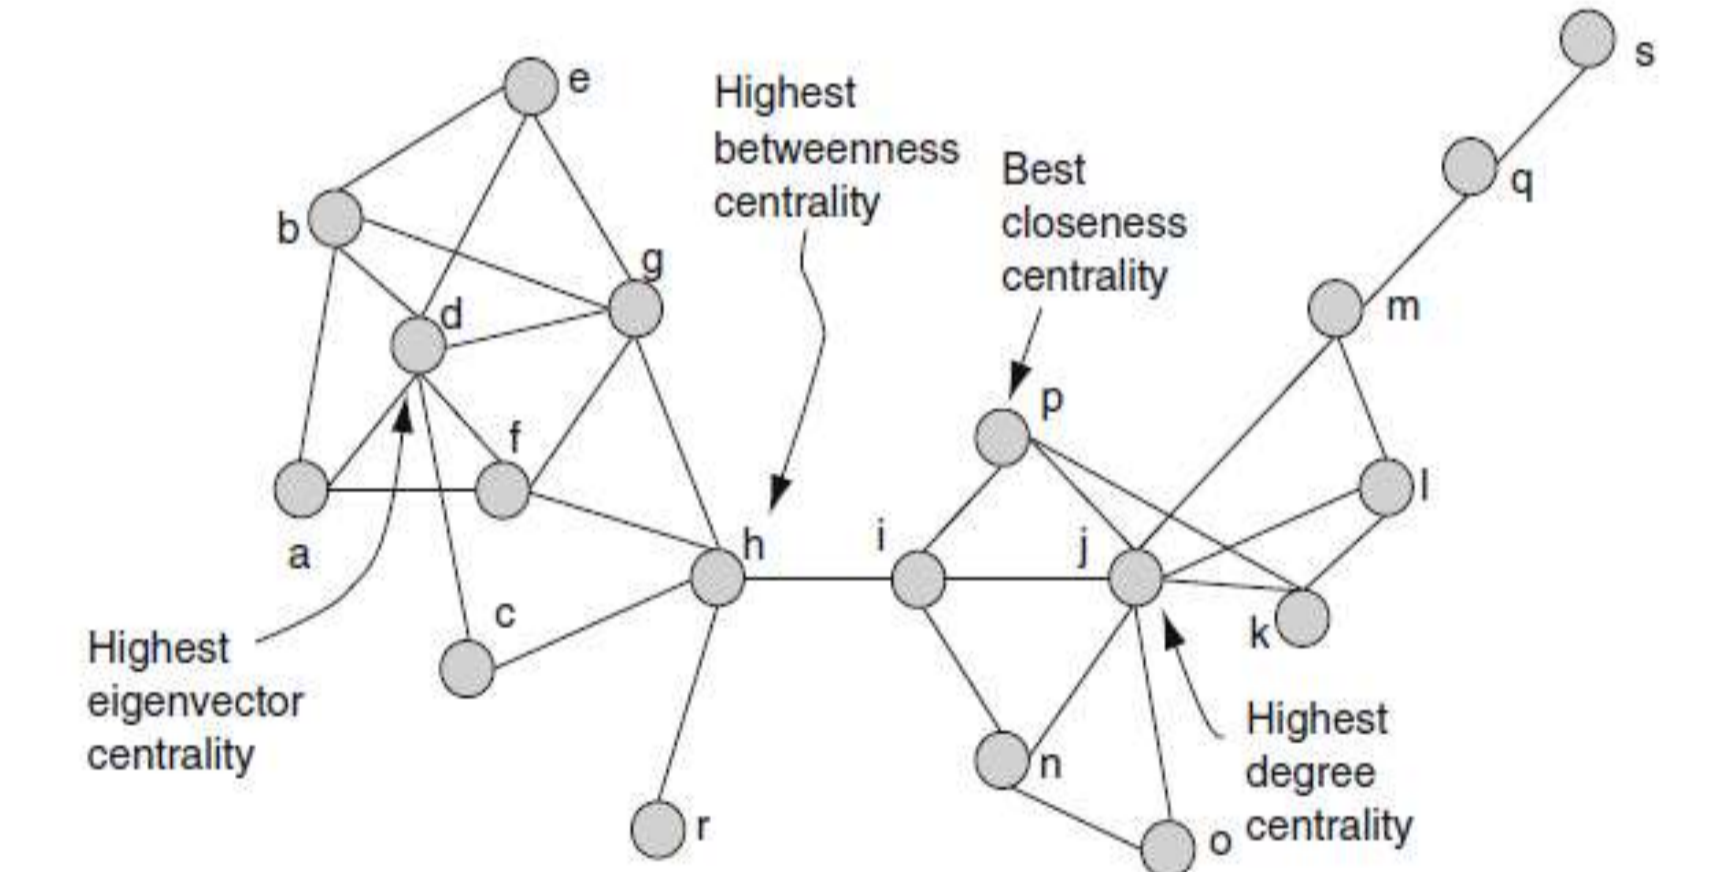 s
e
Highest
betweenness
centrality
Best
closeness
centrality
q
b
g
d
m
p
f
l
a
h
i
j
c
k
Highest
eigenvector
centrality
Highest
degree
centrality
n
r
o